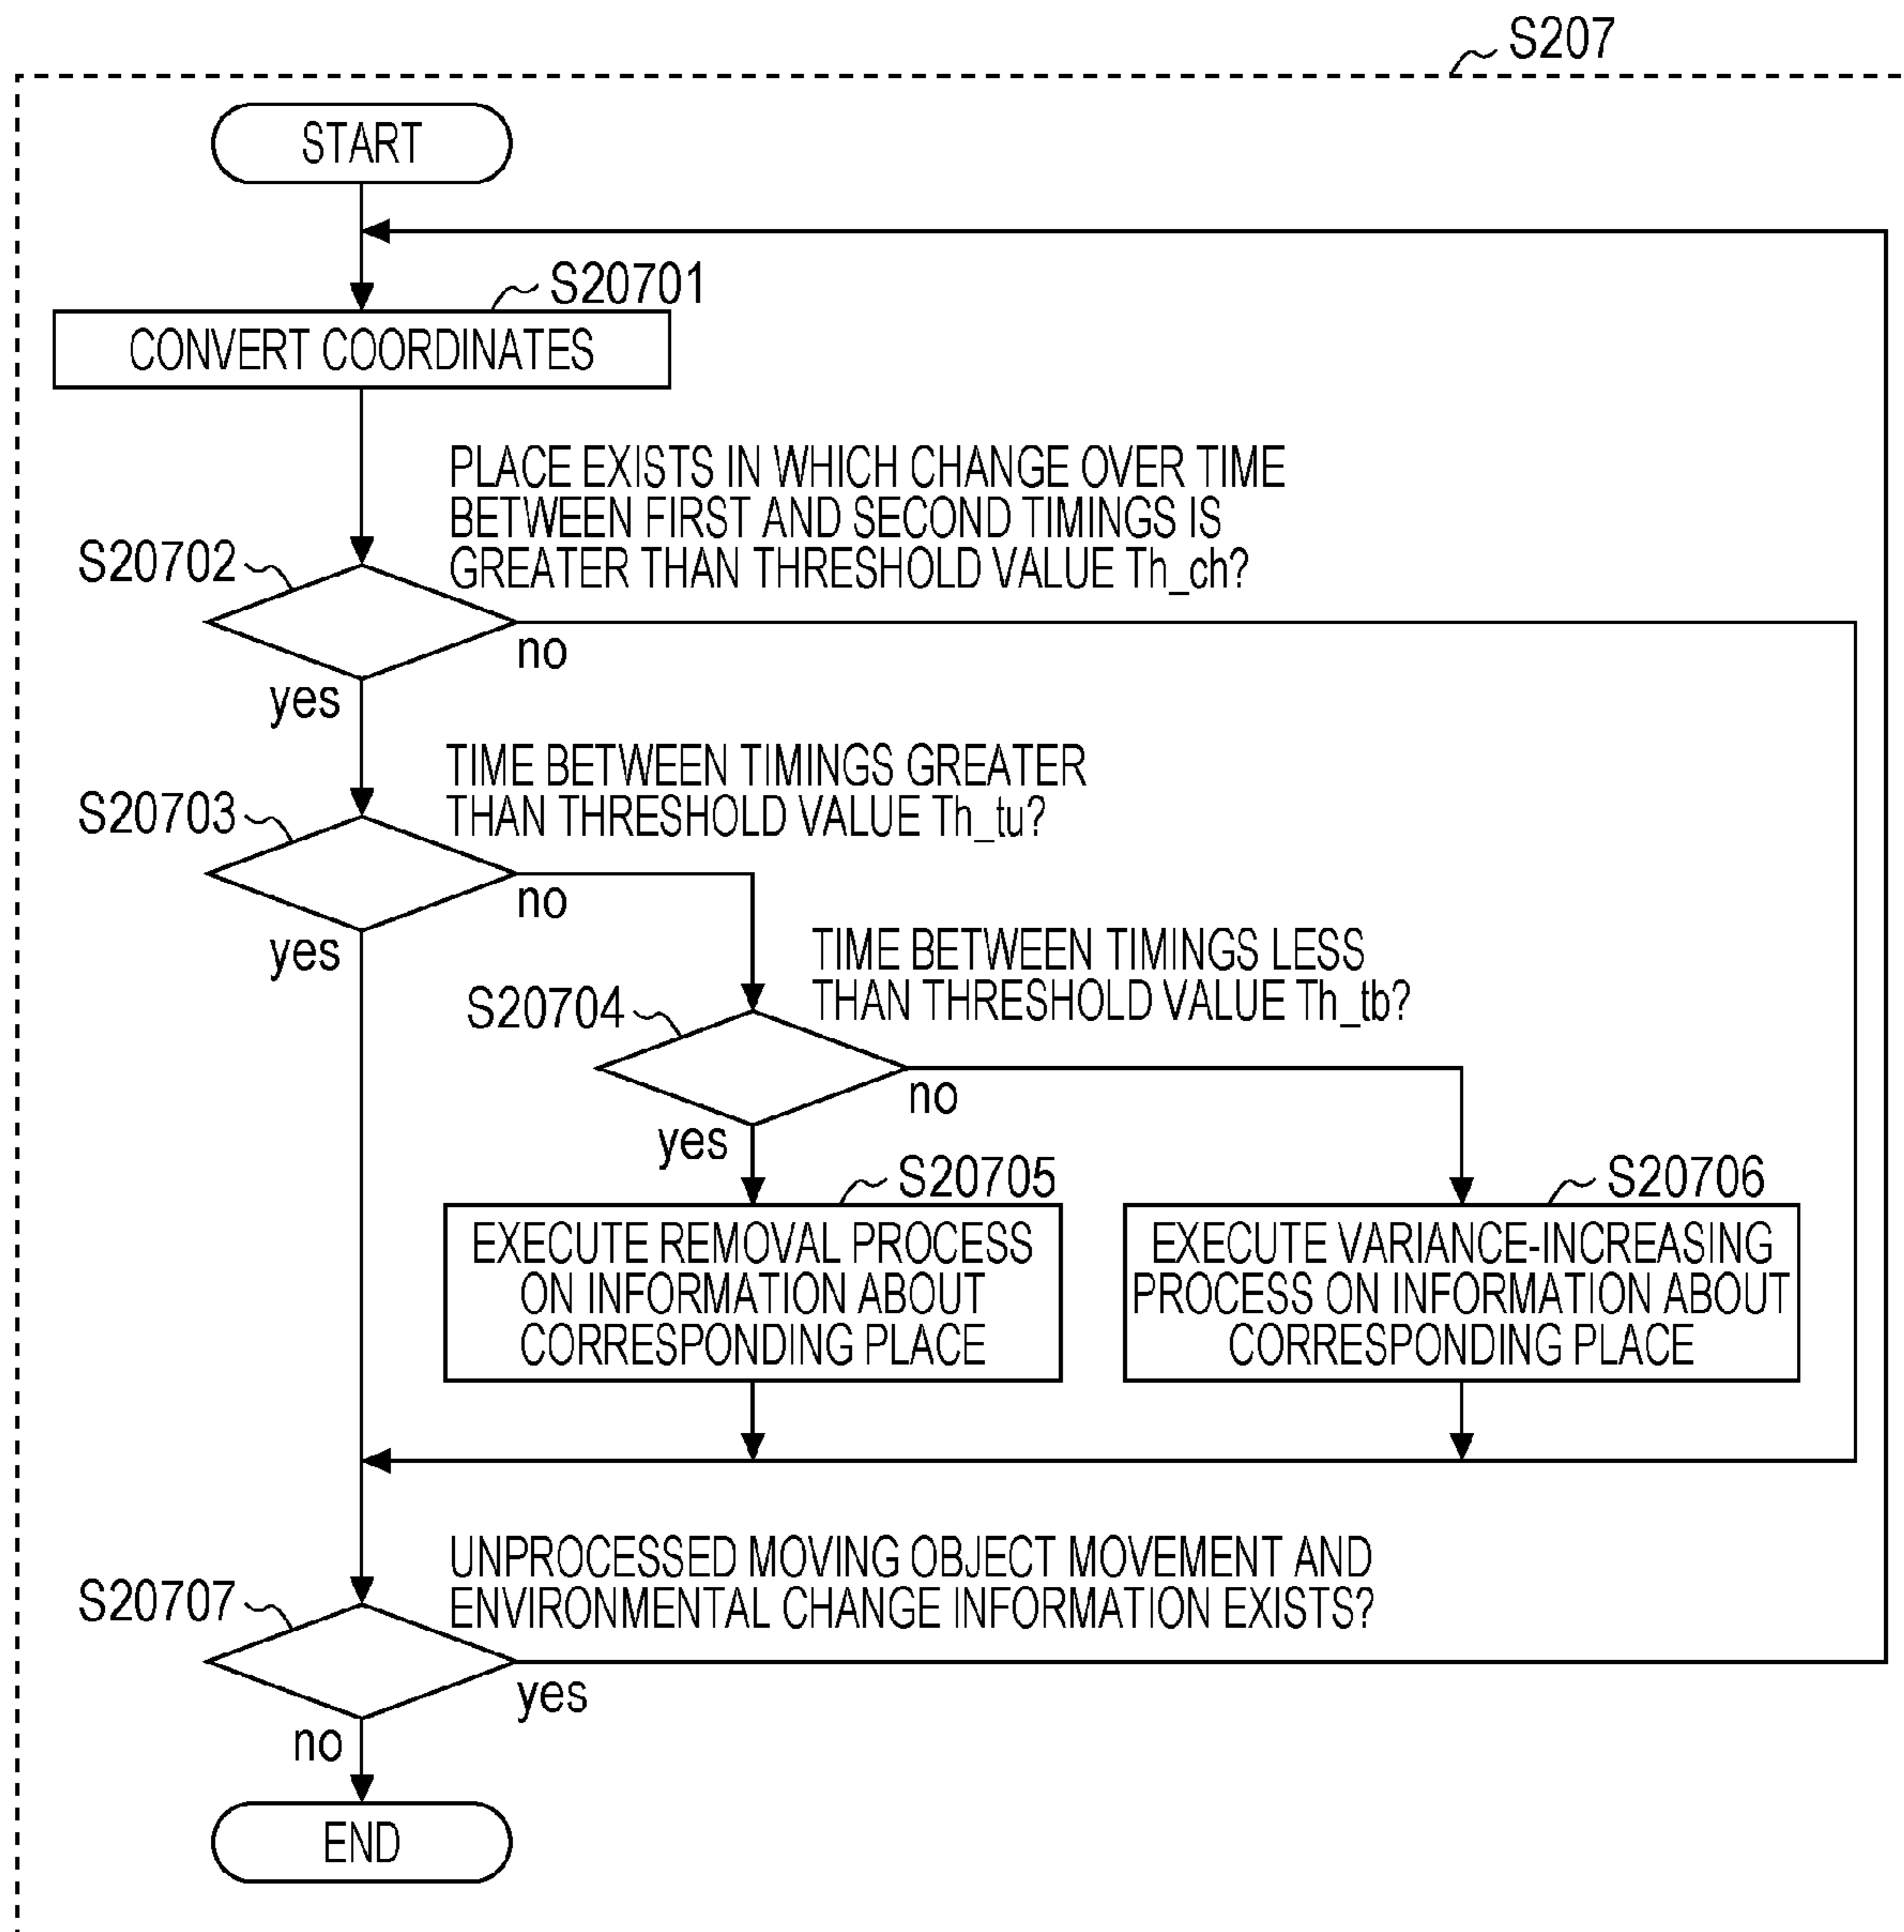 S207
START
S20701
CONVERT COORDINATES
PLACE EXISTS IN WHICH CHANGE OVER TIME
BETWEEN FIRST AND SECOND TIMINGS IS
GREATER THAN THRESHOLD VALUE Th_ch?
S20702
no
yes
TIME BETWEEN TIMINGS GREATER
THAN THRESHOLD VALUE Th_tu?
S20703
no
yes
TIME BETWEEN TIMINGS LESS
THAN THRESHOLD VALUE Th_tb?
S20704
no
yes
S20705
EXECUTE REMOVAL PROCESS
ON INFORMATION ABOUT
CORRESPONDING PLACE
S20706
EXECUTE VARIANCE-INCREASING
PROCESS ON INFORMATION ABOUT
CORRESPONDING PLACE
UNPROCESSED MOVING OBJECT MOVEMENT AND
ENVIRONMENTAL CHANGE INFORMATION EXISTS?
S20707
yes
no
END